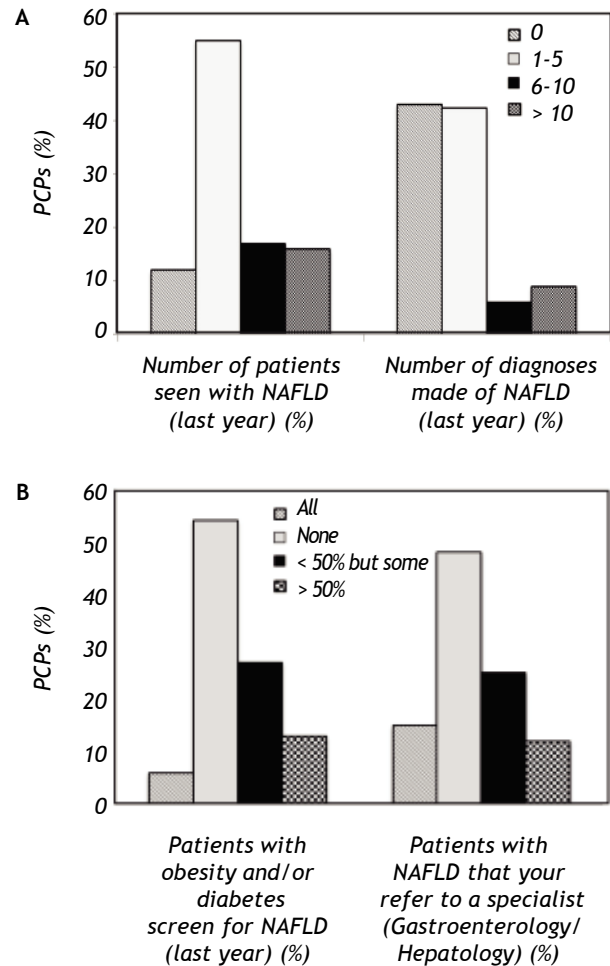 A
60
50
40
30
20
10
0
PCPs (%)
0
1-5
6-10
> 10
Number of patients
seen with NAFLD
(last year) (%)
Number of diagnoses
made of NAFLD
(last year) (%)
B
60
50
40
30
20
10
0
PCPs (%)
All
None
< 50% but some
> 50%
Patients with
obesity and/or
diabetes
screen for NAFLD
(last year) (%)
Patients with
NAFLD that your
refer to a specialist
(Gastroenterology/
Hepatology) (%)